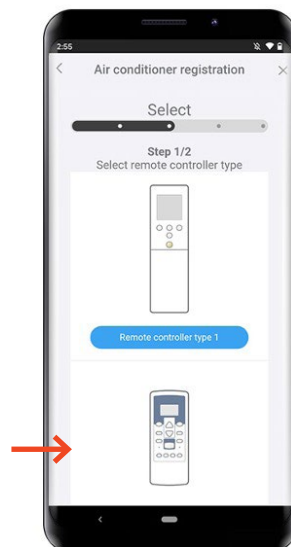 2:55
Air conditioner registration
Select
Step 1/2
Select remote controller type
Remote controller type 1